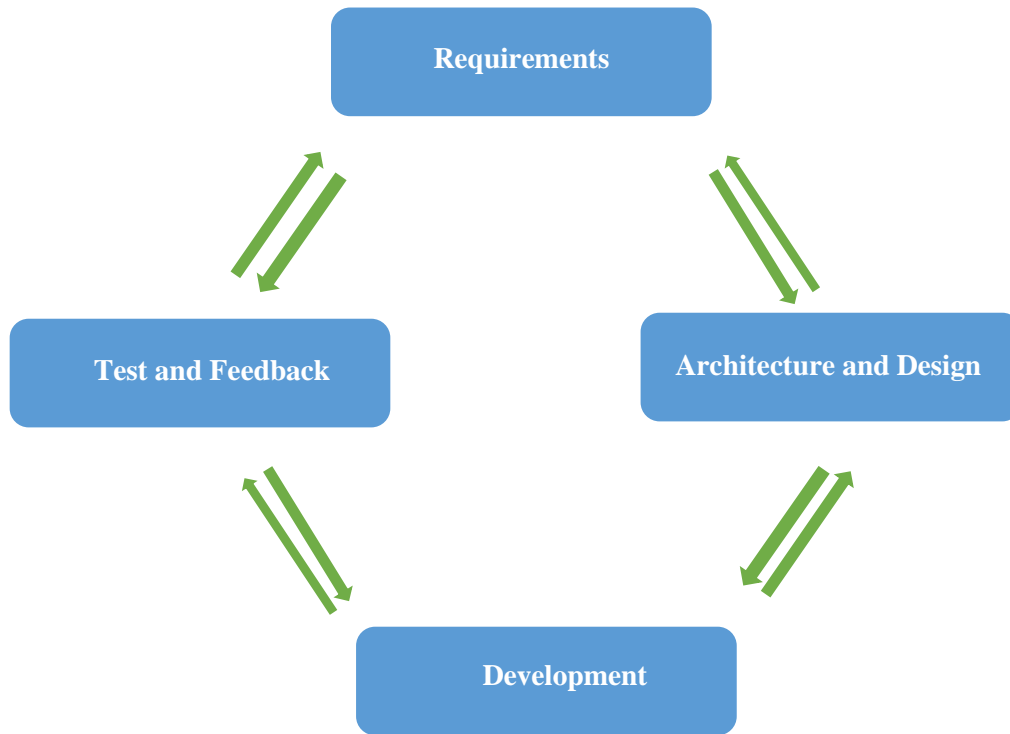 Requirements
Test and Feedback
Architecture and Design
Development